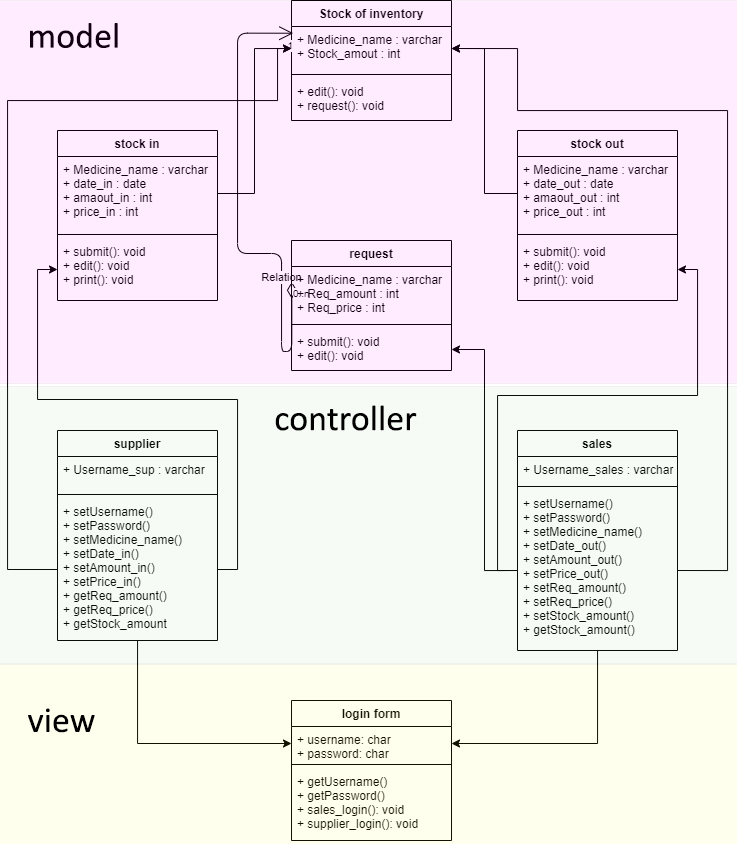 model
Stock of inventory
+ Medicine_name : varchar
+ Stock_amout : int
+ edit(): void
+ request(): void
stock in
+ Medicine_name : varchar
+ date_in : date
+ amaout_in : int
+ price_in : int
+ submit(): void
+ edit(): void
+ print(): void
stock out
+ Medicine_name : varchar
+ date_out : date
+ amaout_out : int
+ price_out : int
+ submit(): void
+ edit(): void
+ print(): void
request
Relation
+ Medicine_name : varchar
0..n
+ Req_amount : int
+ Req_price : int
+ submit(): void
+ edit(): void
controller
supplier
+ Username_sup : varchar
+ setUsername()
+ setPassword()
+ setMedicine_name()
+ setDate_in()
+ setAmount_in()
+ setPrice_in()
+ getReq_amount()
+ getReq_price()
+ getStock_amount
sales
+ Username_sales : varchar
+ setUsername()
+ setPassword()
+ setMedicine_name()
+ setDate_out()
+ setAmount_out()
+ setPrice_out()
+ setReq_amount()
+ setReq_price()
+ setStock_amount()
+ getStock_amount()
view
login form
+ username: char
+ password: char
+ getUsername()
+ getPassword()
+ sales_login(): void
+ supplier_login(): void